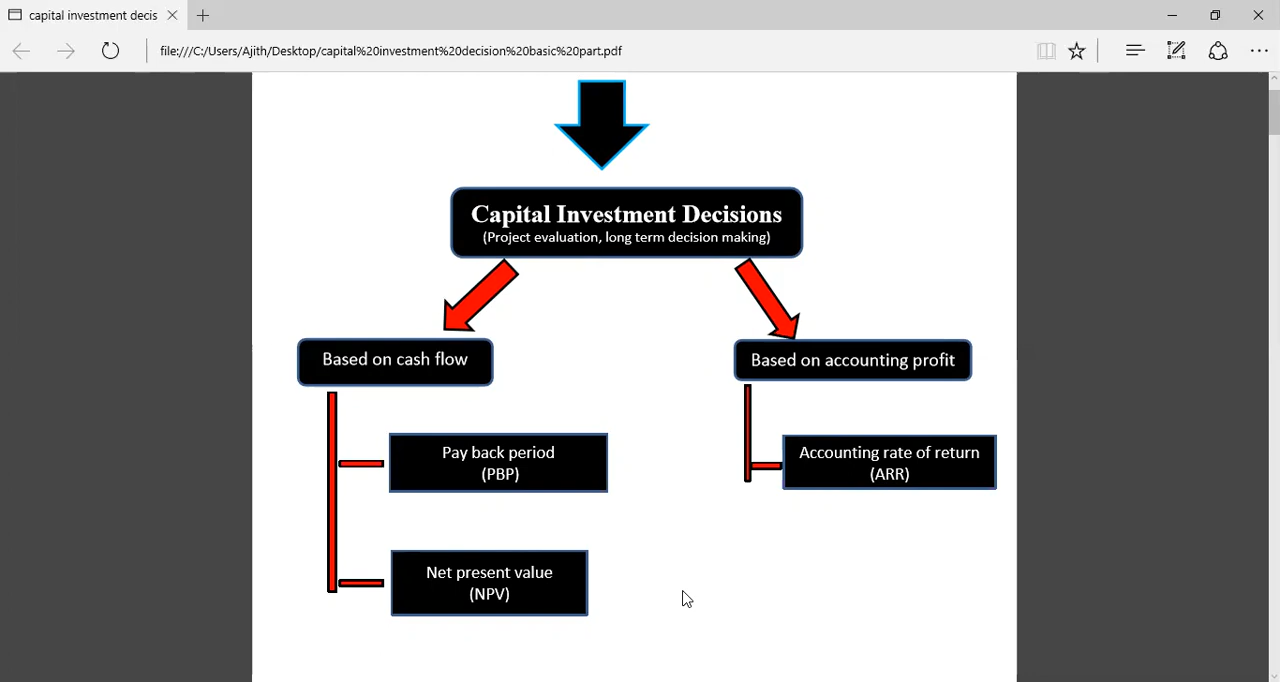 capital investment decis
file:///C:/Users/Ajith/Desktop/capital%20investment%20decision%20basic%20part.pdf
Capital Investment Decisions
(Project evaluation, long term decision making)
Based on cash flow
Based on accounting profit
Pay back period
(PBP)
Accounting rate of return
(ARR)
Net present value
(NPV)